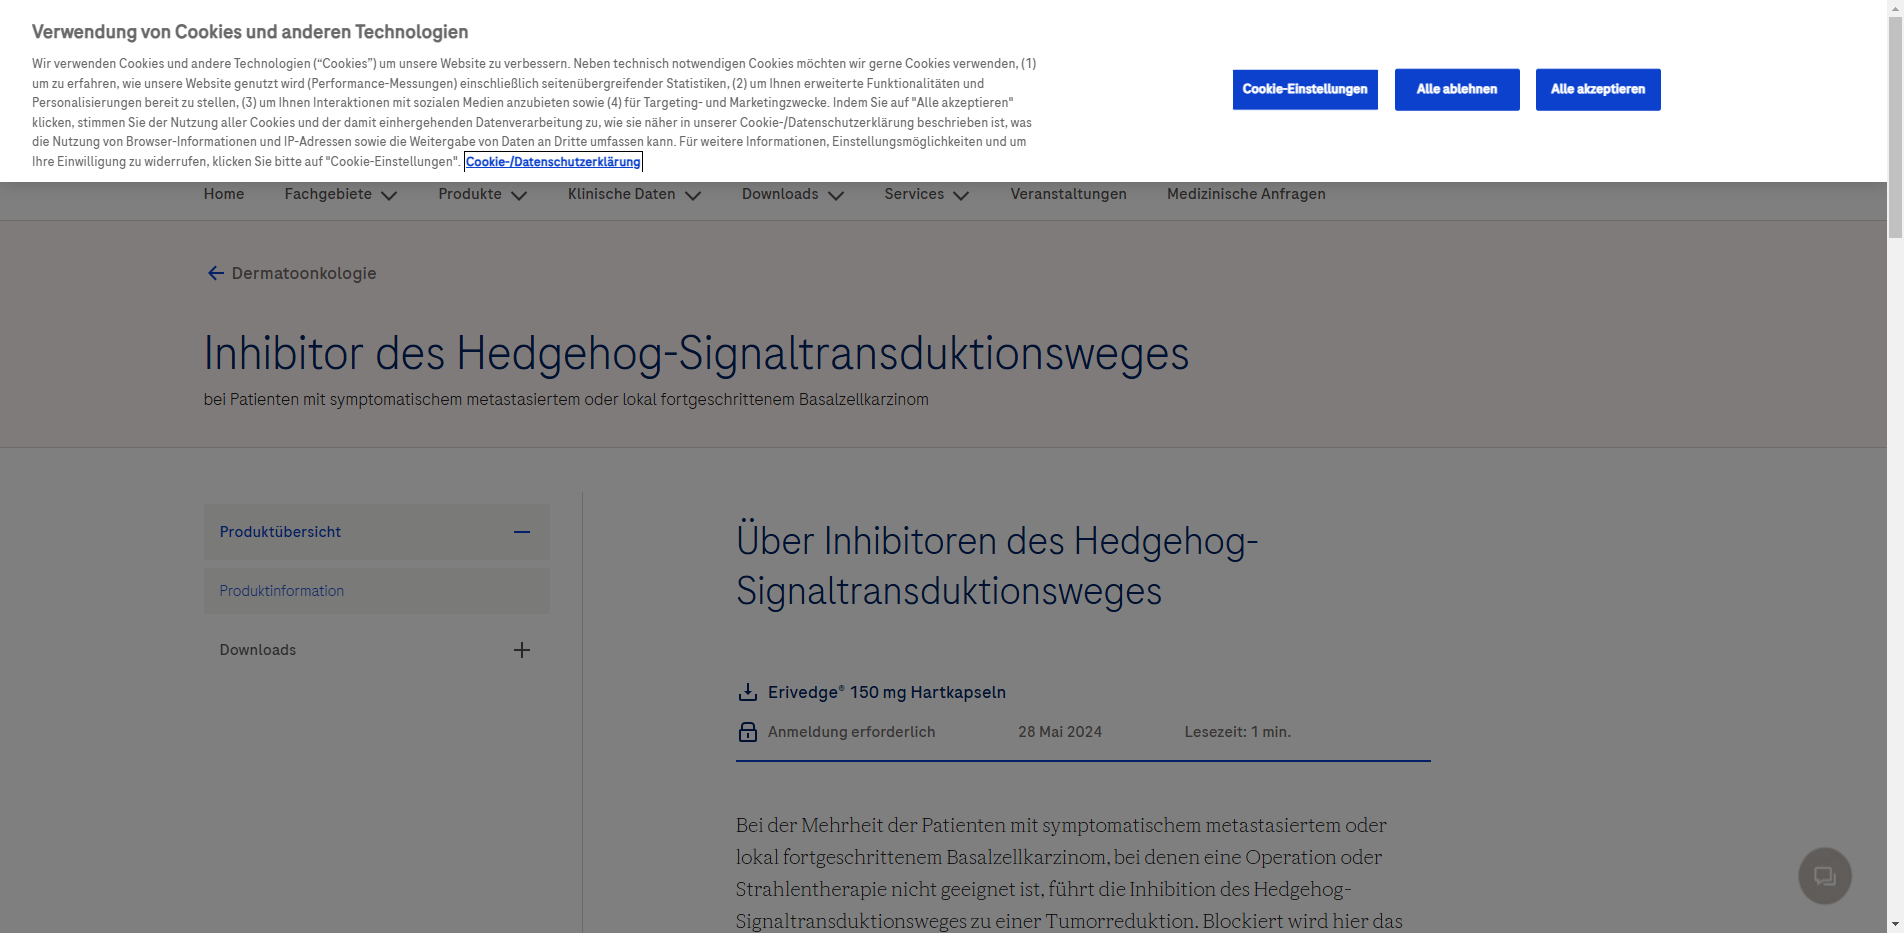 Verwendung von Cookies und anderen Technologien
Wir verwenden Cookies und andere Technologien (“Cookies”) um unsere Website zu verbessern. Neben technisch notwendigen Cookies möchten wir gerne Cookies verwenden, (1)
um zu erfahren, wie unsere Website genutzt wird (Performance-Messungen) einschließlich seitenübergreifender Statistiken, (2) um Ihnen erweiterte Funktionalitäten und
Personalisierungen bereit zu stellen, (3) um Ihnen Interaktionen mit sozialen Medien anzubieten sowie (4) für Targeting- und Marketingzwecke. Indem Sie auf "Alle akzeptieren"
klicken, stimmen Sie der Nutzung aller Cookies und der damit einhergehenden Datenverarbeitung zu, wie sie näher in unserer Cookie-/Datenschutzerklärung beschrieben ist, was
die Nutzung von Browser-Informationen und IP-Adressen sowie die Weitergabe von Daten an Dritte umfassen kann. Für weitere Informationen, Einstellungsmöglichkeiten und um
Ihre Einwilligung zu widerrufen, klicken Sie bitte auf "Cookie-Einstellungen". Cookie-/Datenschutzerklärung
Cookie-Einstellungen Alle ablehnen Alle akzeptieren
Home Fachgebiete Produkte Klinische Daten Downloads Services Veranstaltungen Medizinische Anfragen
Dermatoonkologie
Inhibitor des Hedgehog-Signaltransduktionsweges
bei Patienten mit symptomatischem metastasiertem oder lokal fortgeschrittenem Basalzellkarzinom
Produktübersicht
Produktinformation
Downloads
Über Inhibitoren des Hedgehog-
Signaltransduktionsweges
Erivedge® 150 mg Hartkapseln
Anmeldung erforderlich 28 Mai 2024 Lesezeit: 1 min.
Bei der Mehrheit der Patienten mit symptomatischem metastasiertem oder
lokal fortgeschrittenem Basalzellkarzinom, bei denen eine Operation oder
Strahlentherapie nicht geeignet ist, führt die Inhibition des Hedgehog-
Signaltransduktionsweges zu einer Tumorreduktion. Blockiert wird hier das